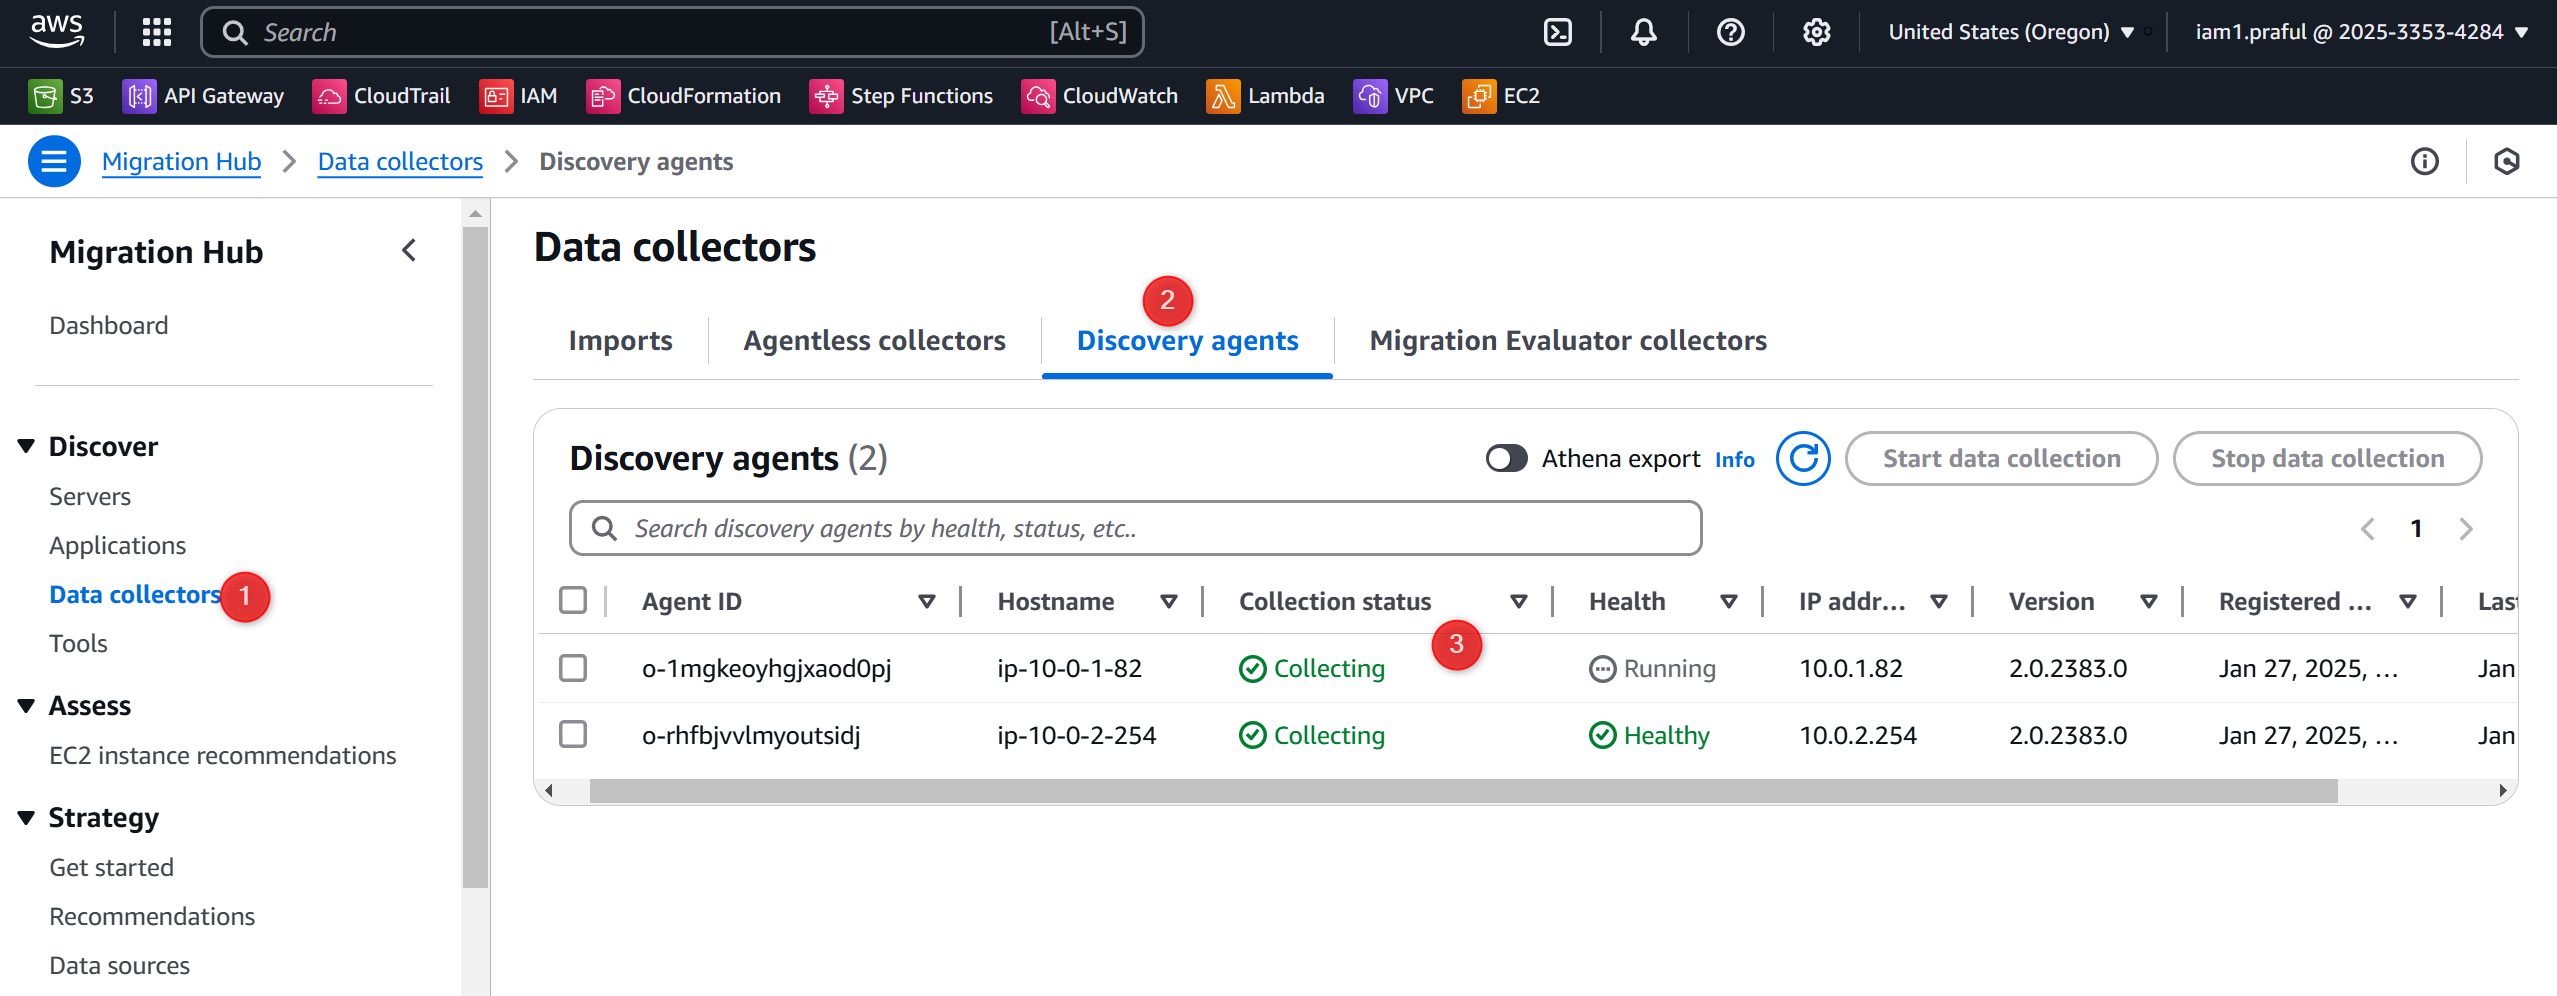 aws Search [Alt+S] United States (Oregon) iam1.praful @ 2025-3353-4284
S3 API Gateway CloudTrail IAM CloudFormation Step Functions CloudWatch Lambda VPC EC2
Migration Hub Data collectors Discovery agents
Migration Hub
Dashboard
Discover
Servers
Applications
Data collectors 1
Tools
Assess
EC2 instance recommendations
Strategy
Get started
Recommendations
Data sources
Data collectors
2
Imports Agentless collectors Discovery agents Migration Evaluator collectors
Discovery agents (2) Athena export Info Start data collection Stop data collection
Search discovery agents by health, status, etc.. 1
Agent ID Hostname Collection status Health IP addr... Version Registered ... Las
3
o-1mgkeoyhgjxaod0pj ip-10-0-1-82 Collecting Running 10.0.1.82 2.0.2383.0 Jan 27, 2025, ... Jan
o-rhfbjvvlmyoutsidj ip-10-0-2-254 Collecting Healthy 10.0.2.254 2.0.2383.0 Jan 27, 2025, ... Jan